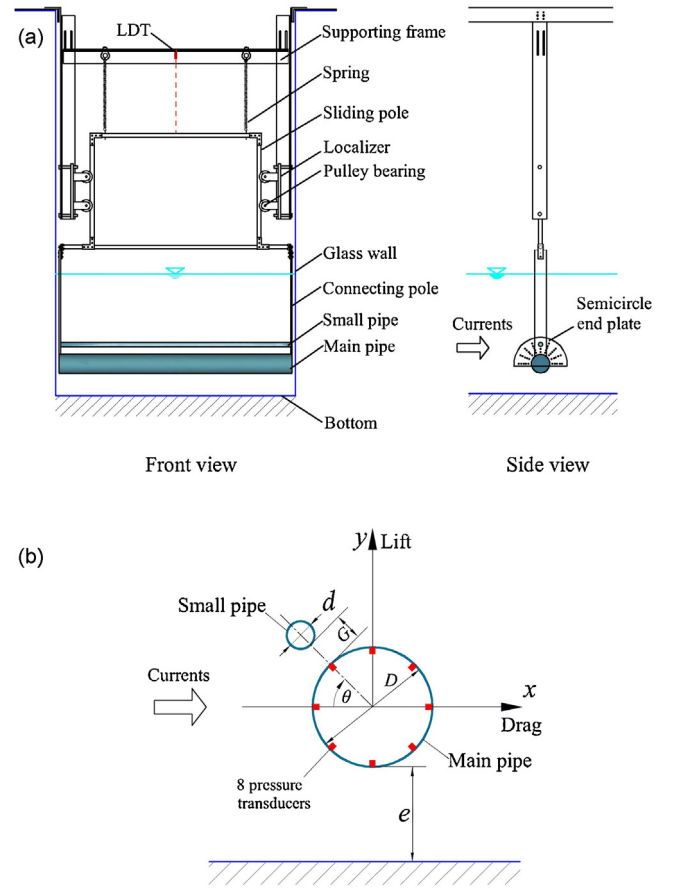 (a)
LDT
Supporting frame
Spring
Sliding pole
Localizer
Pulley bearing
Glass wall
Connecting pole
Small pipe
Main pipe
Bottom
Front view
Currents
Semicircle
end plate
Side view
(b)
y Lift
Small pipe
d
G
Currents
θ
D
x
Drag
Main pipe
8 pressure
transducers
e